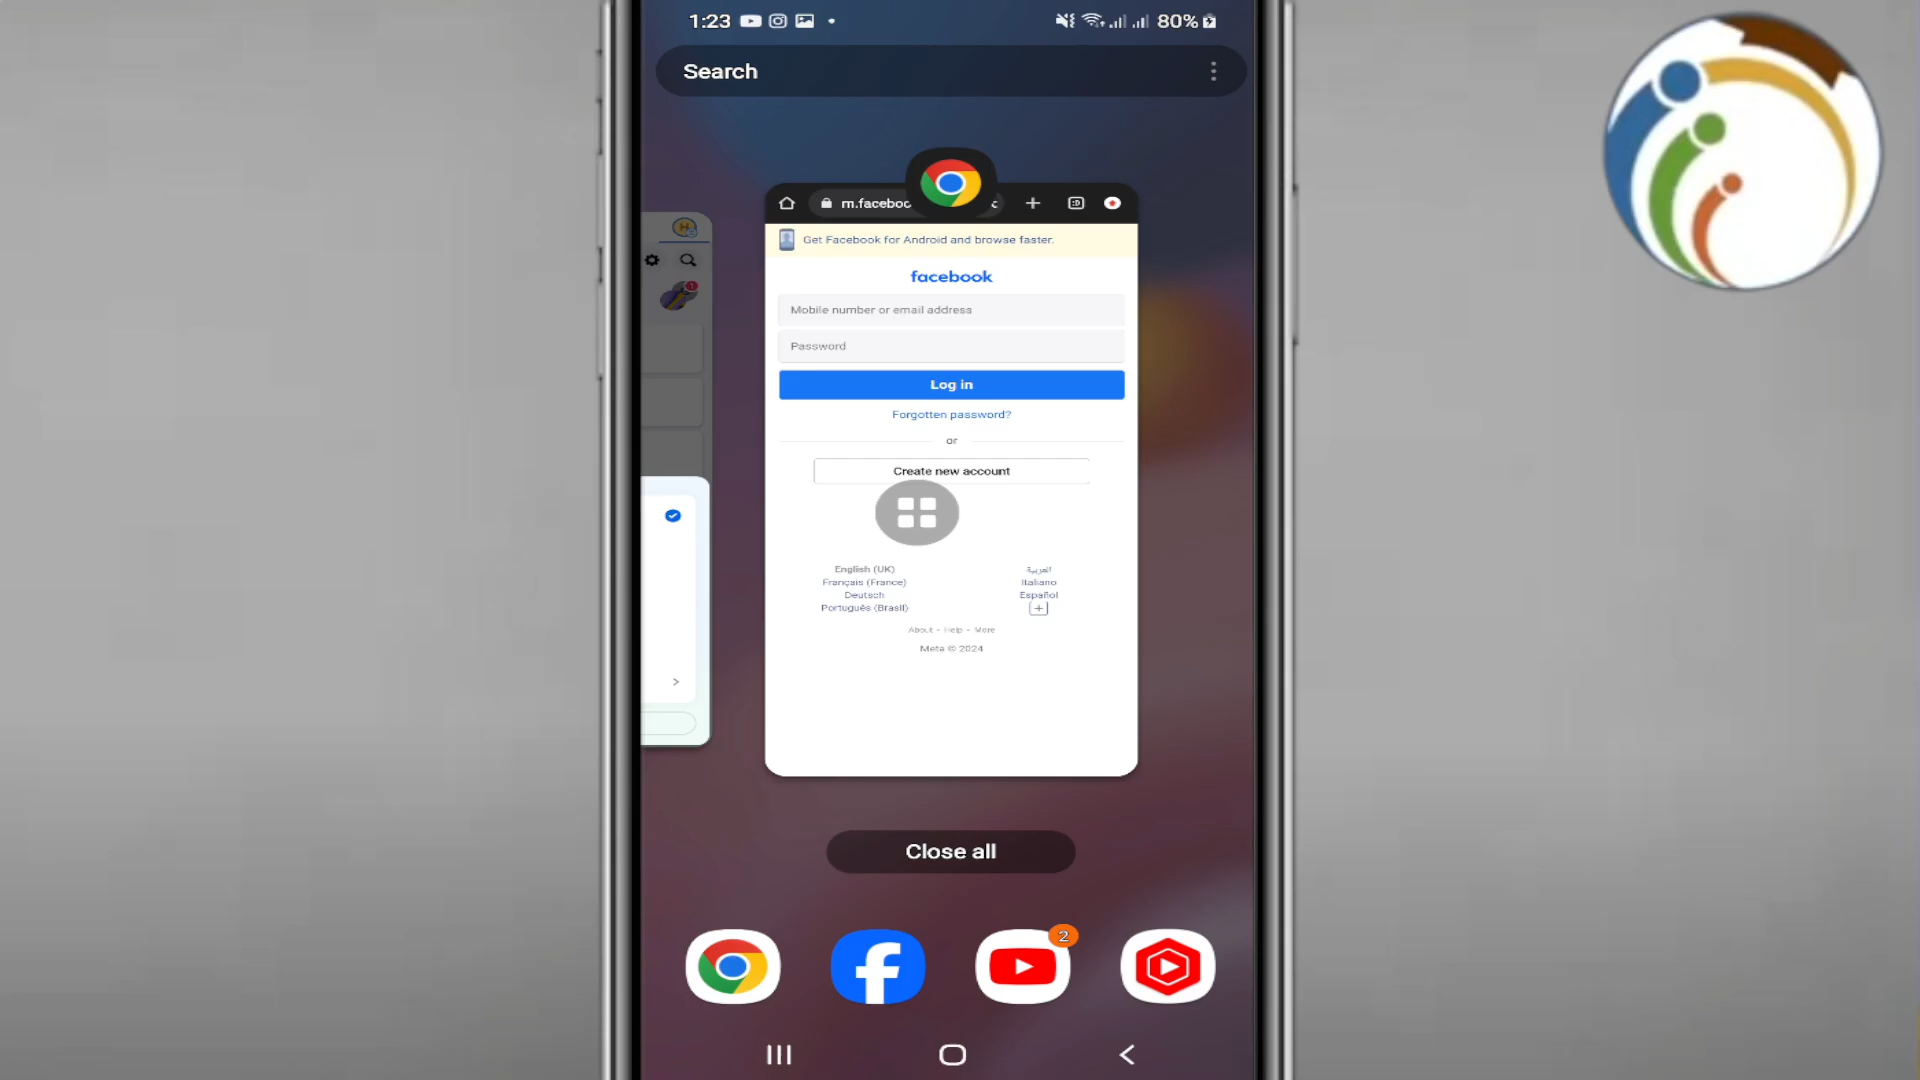 1:23
80%
Search
m.faceboc
Get Facebook for Android and browse faster.
facebook
Mobile number or email address
Password
Log in
Forgotten password?
or
Create new account
English (UK)
العربية
Français (France)
Italiano
Deutsch
Español
Português (Brasil)
About · Help · More
Meta © 2024
Close all
2